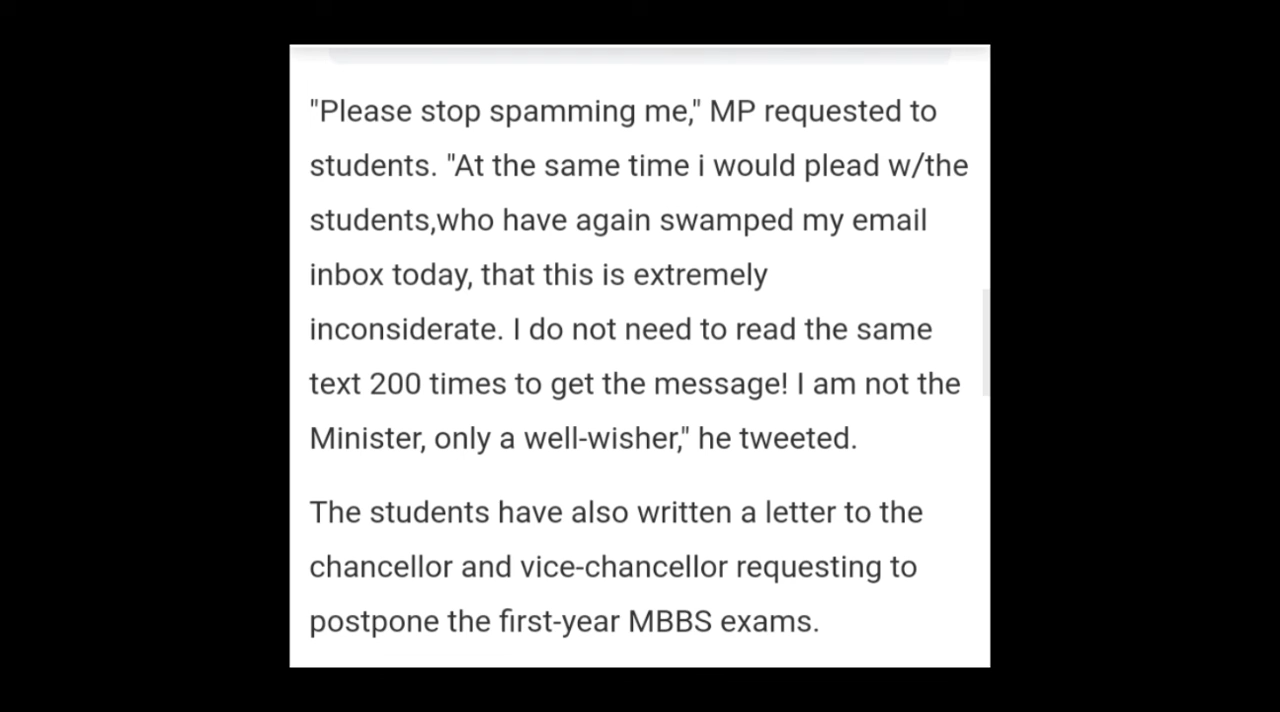 "Please stop spamming me," MP requested to
students. "At the same time i would plead w/the
students,who have again swamped my email
inbox today, that this is extremely
inconsiderate. I do not need to read the same
text 200 times to get the message! I am not the
Minister, only a well-wisher," he tweeted.
The students have also written a letter to the
chancellor and vice-chancellor requesting to
postpone the first-year MBBS exams.